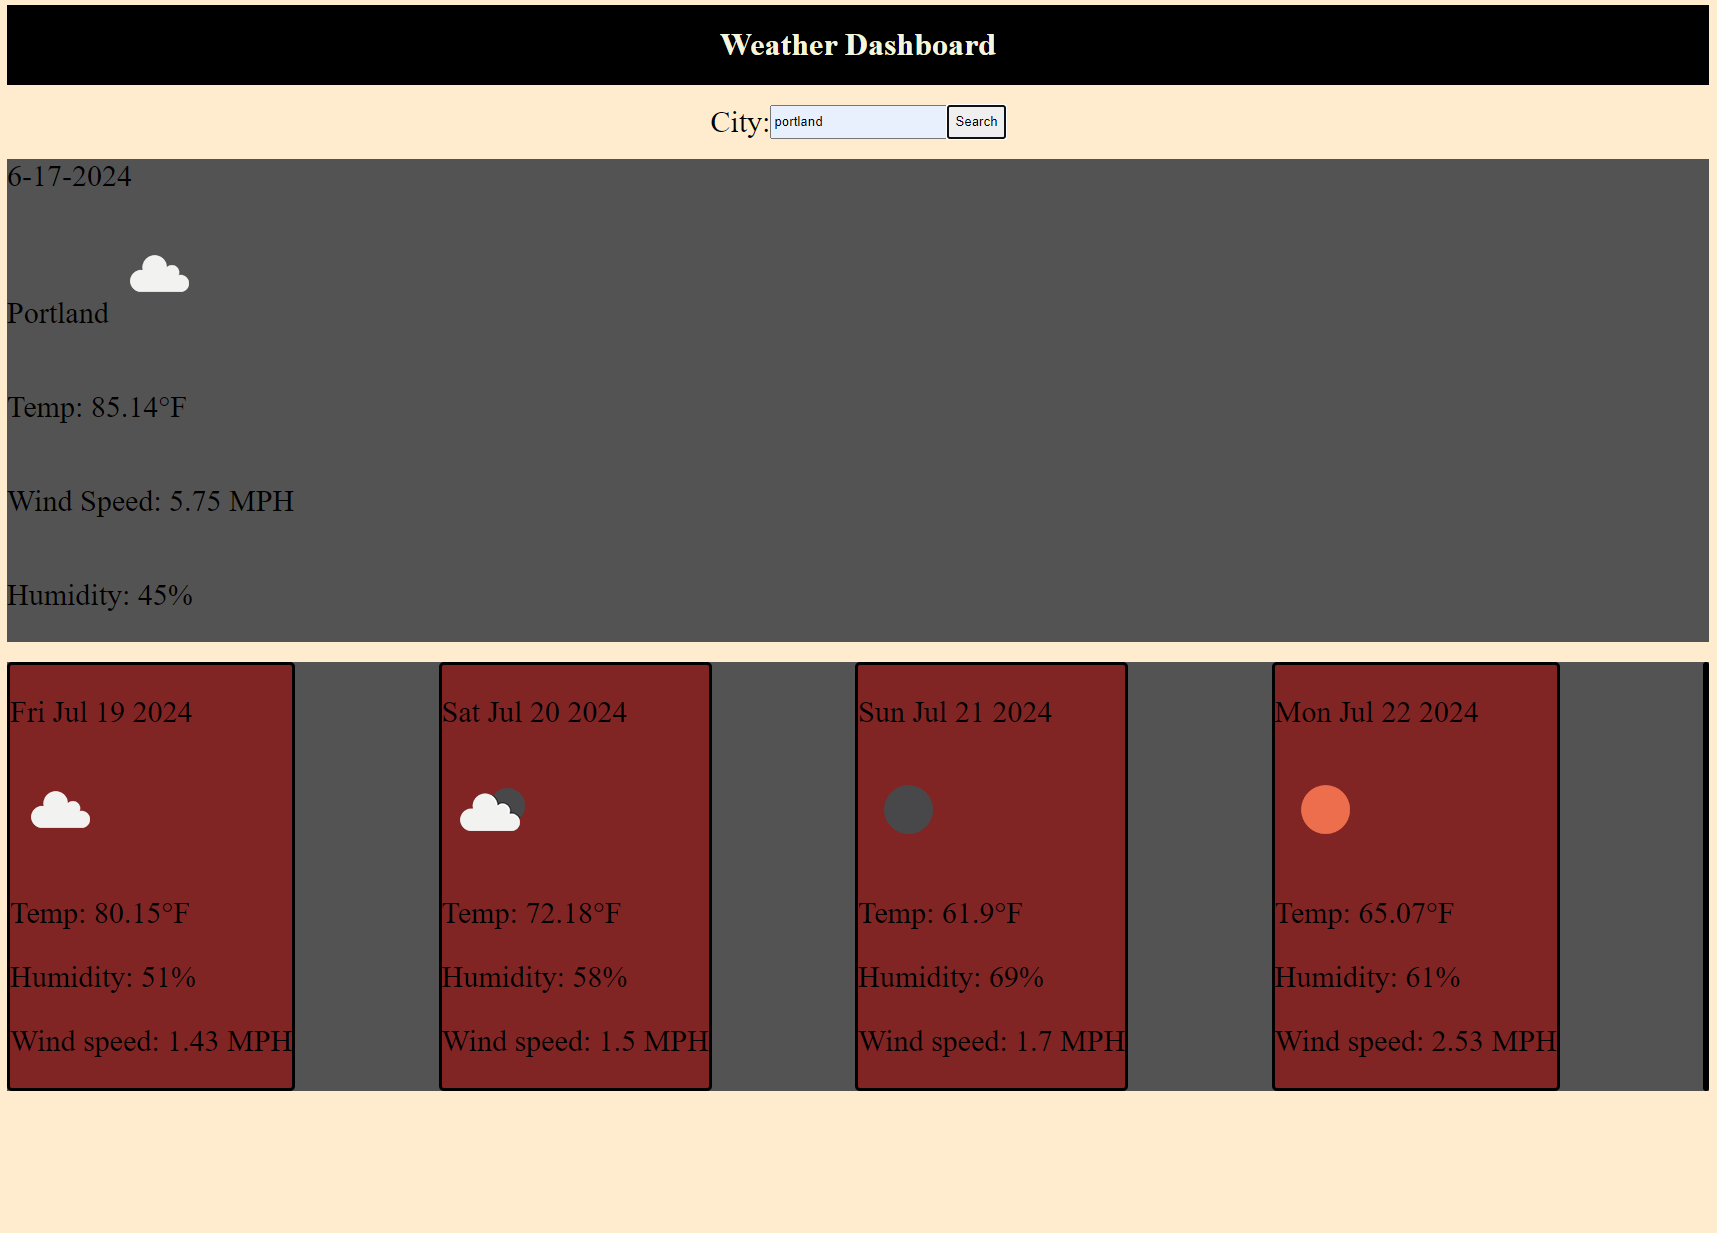 Weather Dashboard
City: portland Search
6-17-2024
Portland
Temp: 85.14°F
Wind Speed: 5.75 MPH
Humidity: 45%
Fri Jul 19 2024
Temp: 80.15°F
Humidity: 51%
Wind speed: 1.43 MPH
Sat Jul 20 2024
Temp: 72.18°F
Humidity: 58%
Wind speed: 1.5 MPH
Sun Jul 21 2024
Temp: 61.9°F
Humidity: 69%
Wind speed: 1.7 MPH
Mon Jul 22 2024
Temp: 65.07°F
Humidity: 61%
Wind speed: 2.53 MPH